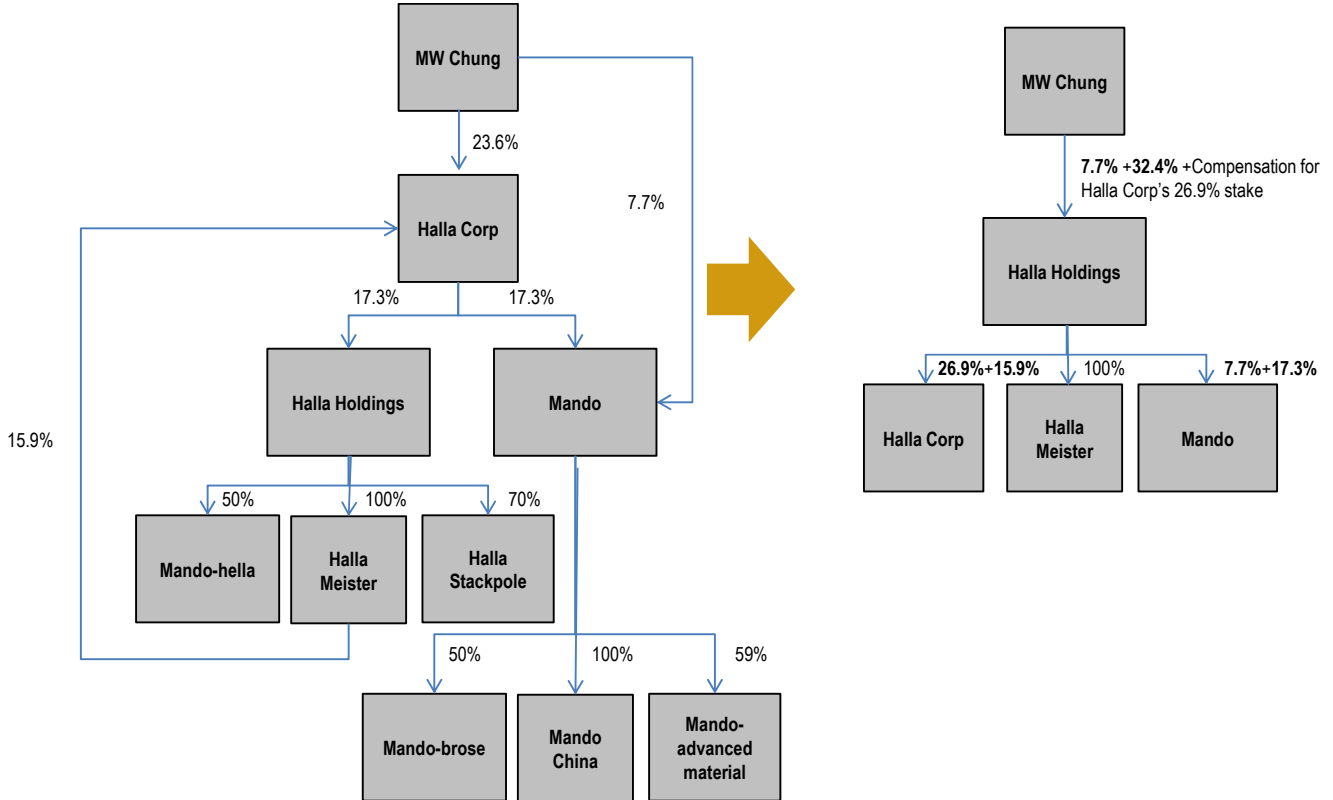 MW Chung
23.6%
7.7%
Halla Corp
17.3%
17.3%
Halla Holdings
Mando
15.9%
50%
100%
70%
Mando-hella
Halla
Meister
Halla
Stackpole
50%
100%
59%
Mando-brose
Mando
China
Mando-
advanced
material
MW Chung
7.7% +32.4% +Compensation for
Halla Corp's 26.9% stake
Halla Holdings
26.9%+15.9%
100%
7.7%+17.3%
Halla Corp
Halla
Meister
Mando